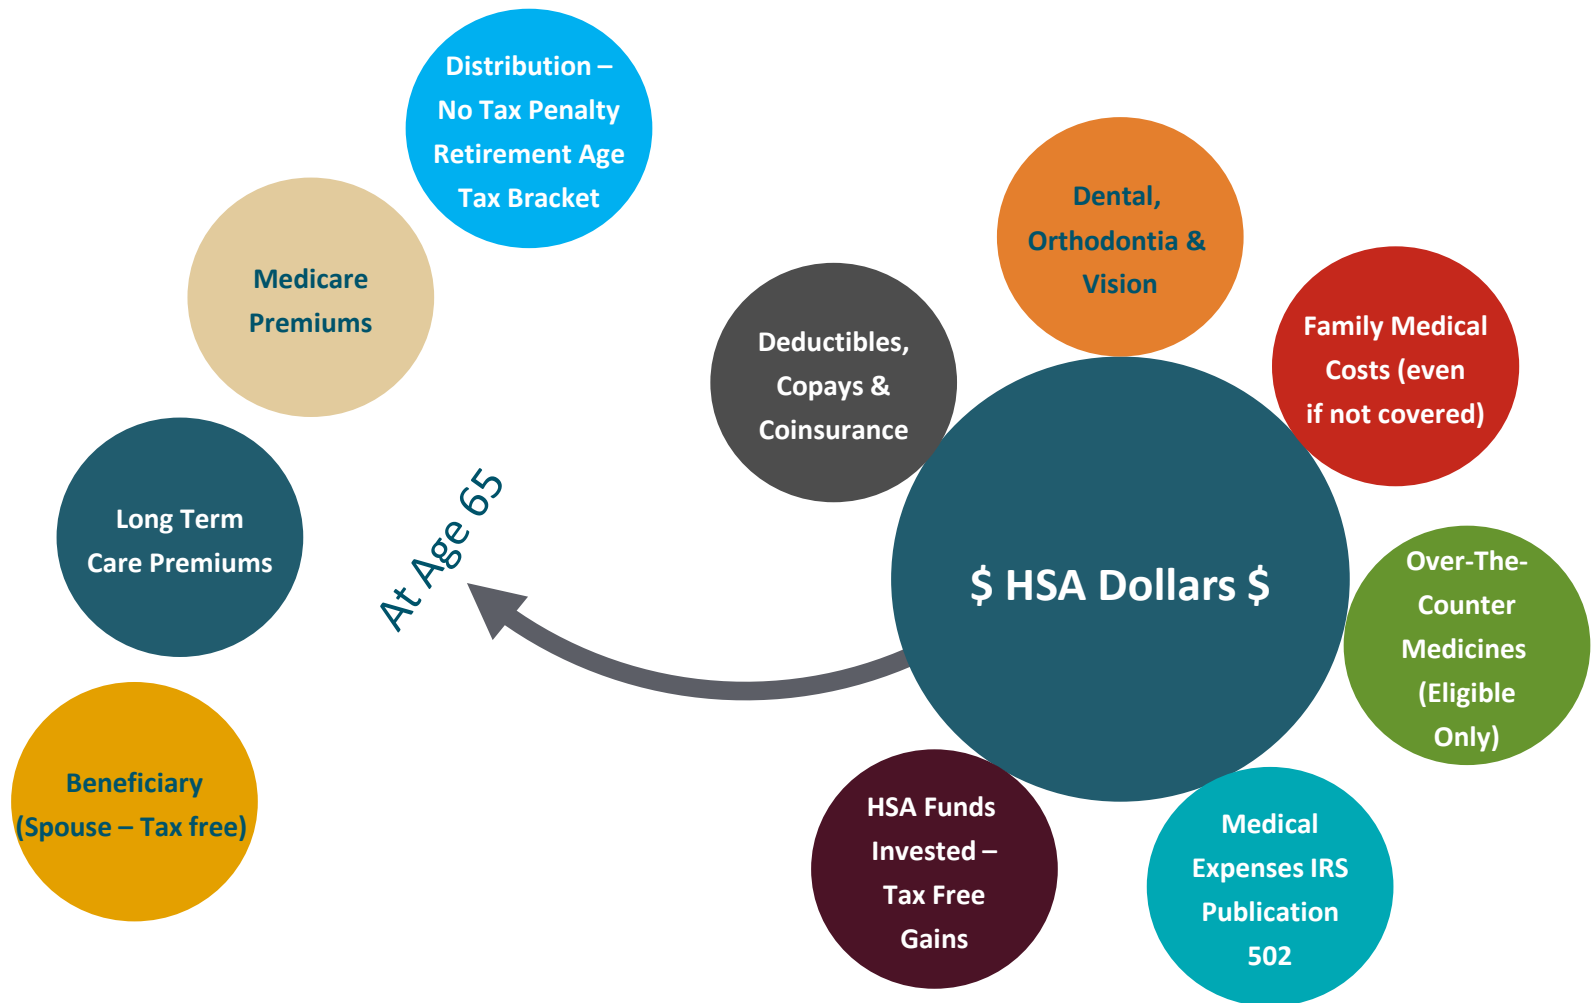 Distribution –
No Tax Penalty
Retirement Age
Tax Bracket
Medicare
Premiums
Long Term
Care Premiums
Beneficiary
(Spouse – Tax free)
At Age 65
$ HSA Dollars $
Deductibles,
Copays &
Coinsurance
Dental,
Orthodontia &
Vision
Family Medical
Costs (even
if not covered)
Over-The-
Counter
Medicines
(Eligible
Only)
Medical
Expenses IRS
Publication
502
HSA Funds
Invested –
Tax Free
Gains